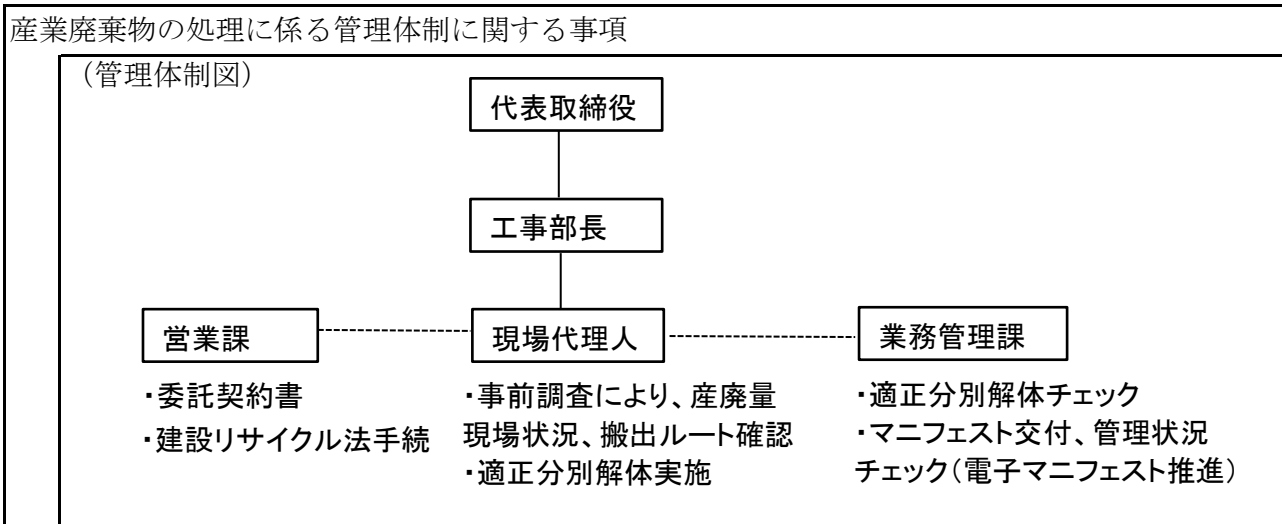 産業廃棄物の処理に係る管理体制に関する事項
（管理体制図）
代表取締役
工事部長
営業課
現場代理人
業務管理課
・委託契約書
・建設リサイクル法手続
・事前調査により、産廃量
現場状況、搬出ルート確認
・適正分別解体実施
・適正分別解体チェック
・マニフェスト交付、管理状況
チェック（電子マニフェスト推進）